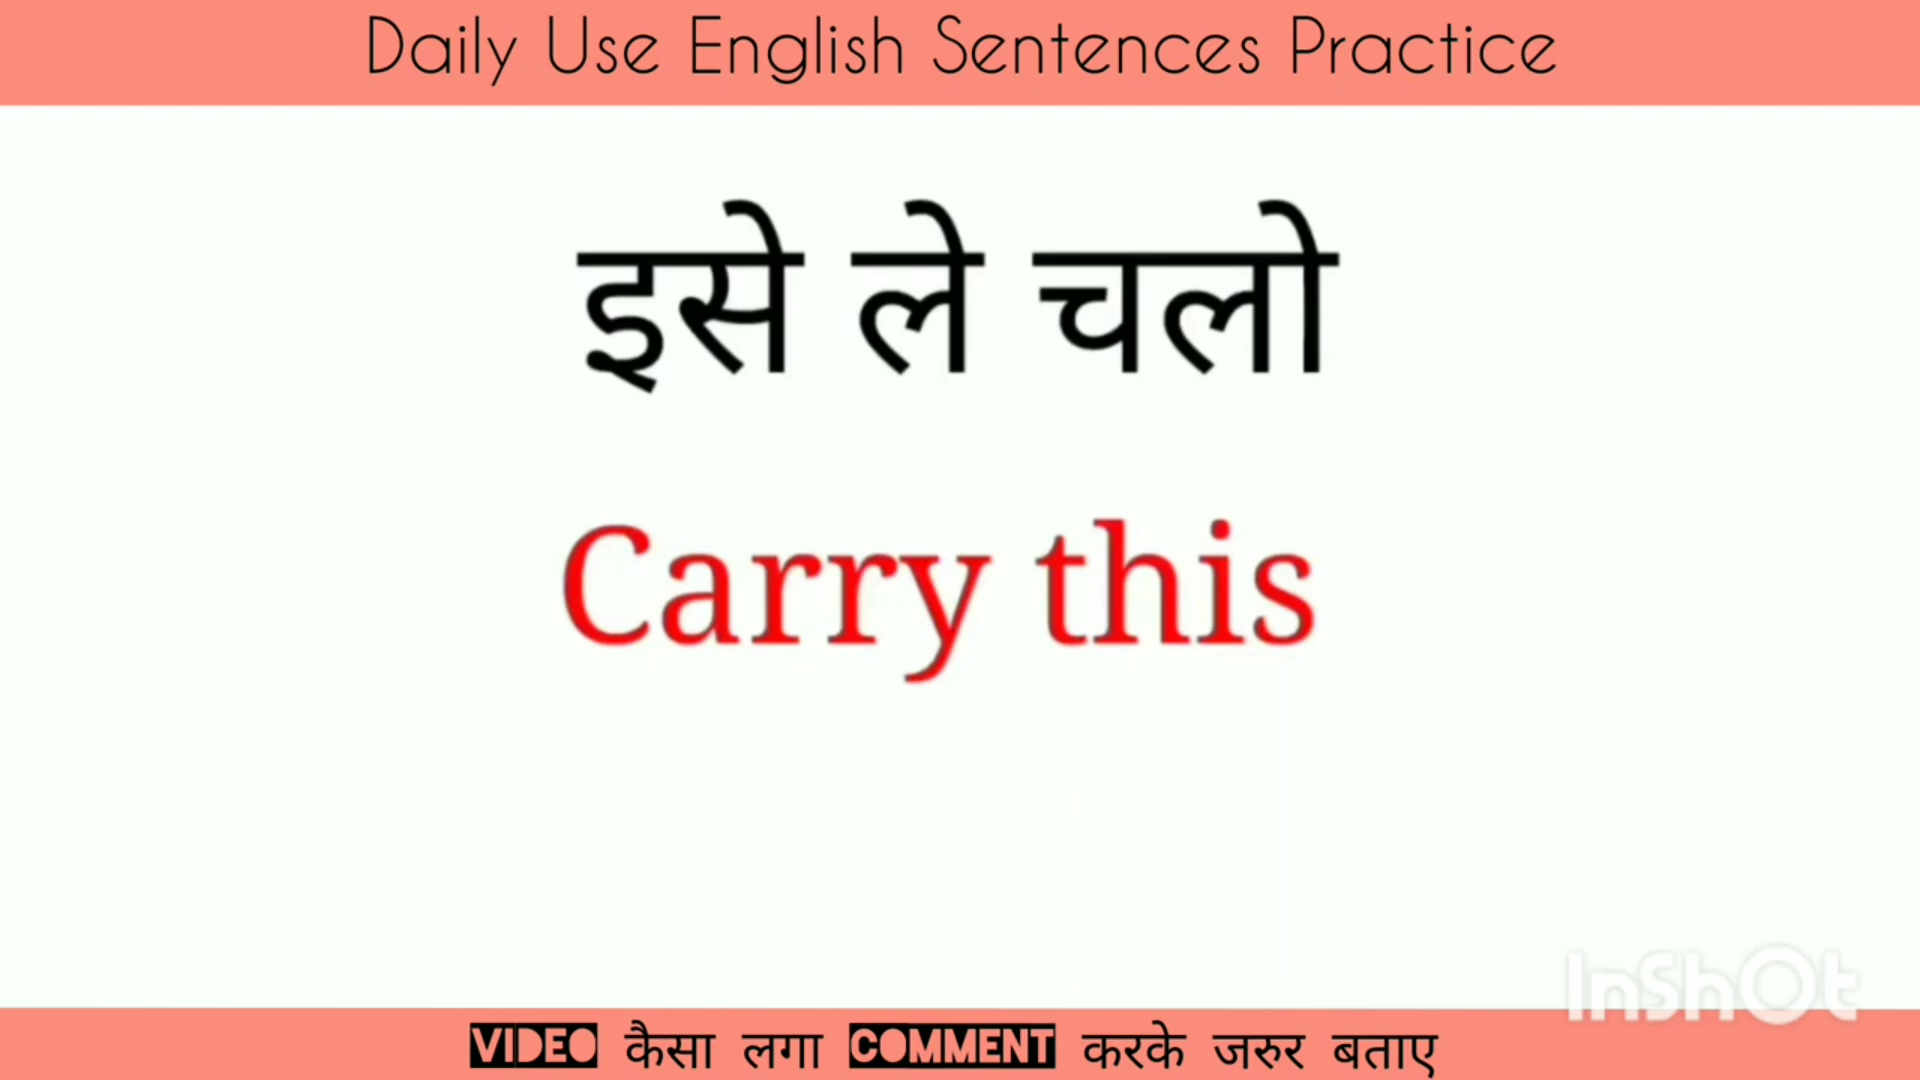 Daily Use English Sentences Practice
इसे ले चलो
Carry this
InShOt
VIDEO कैसा लगा COMMENT करके जरुर बताए